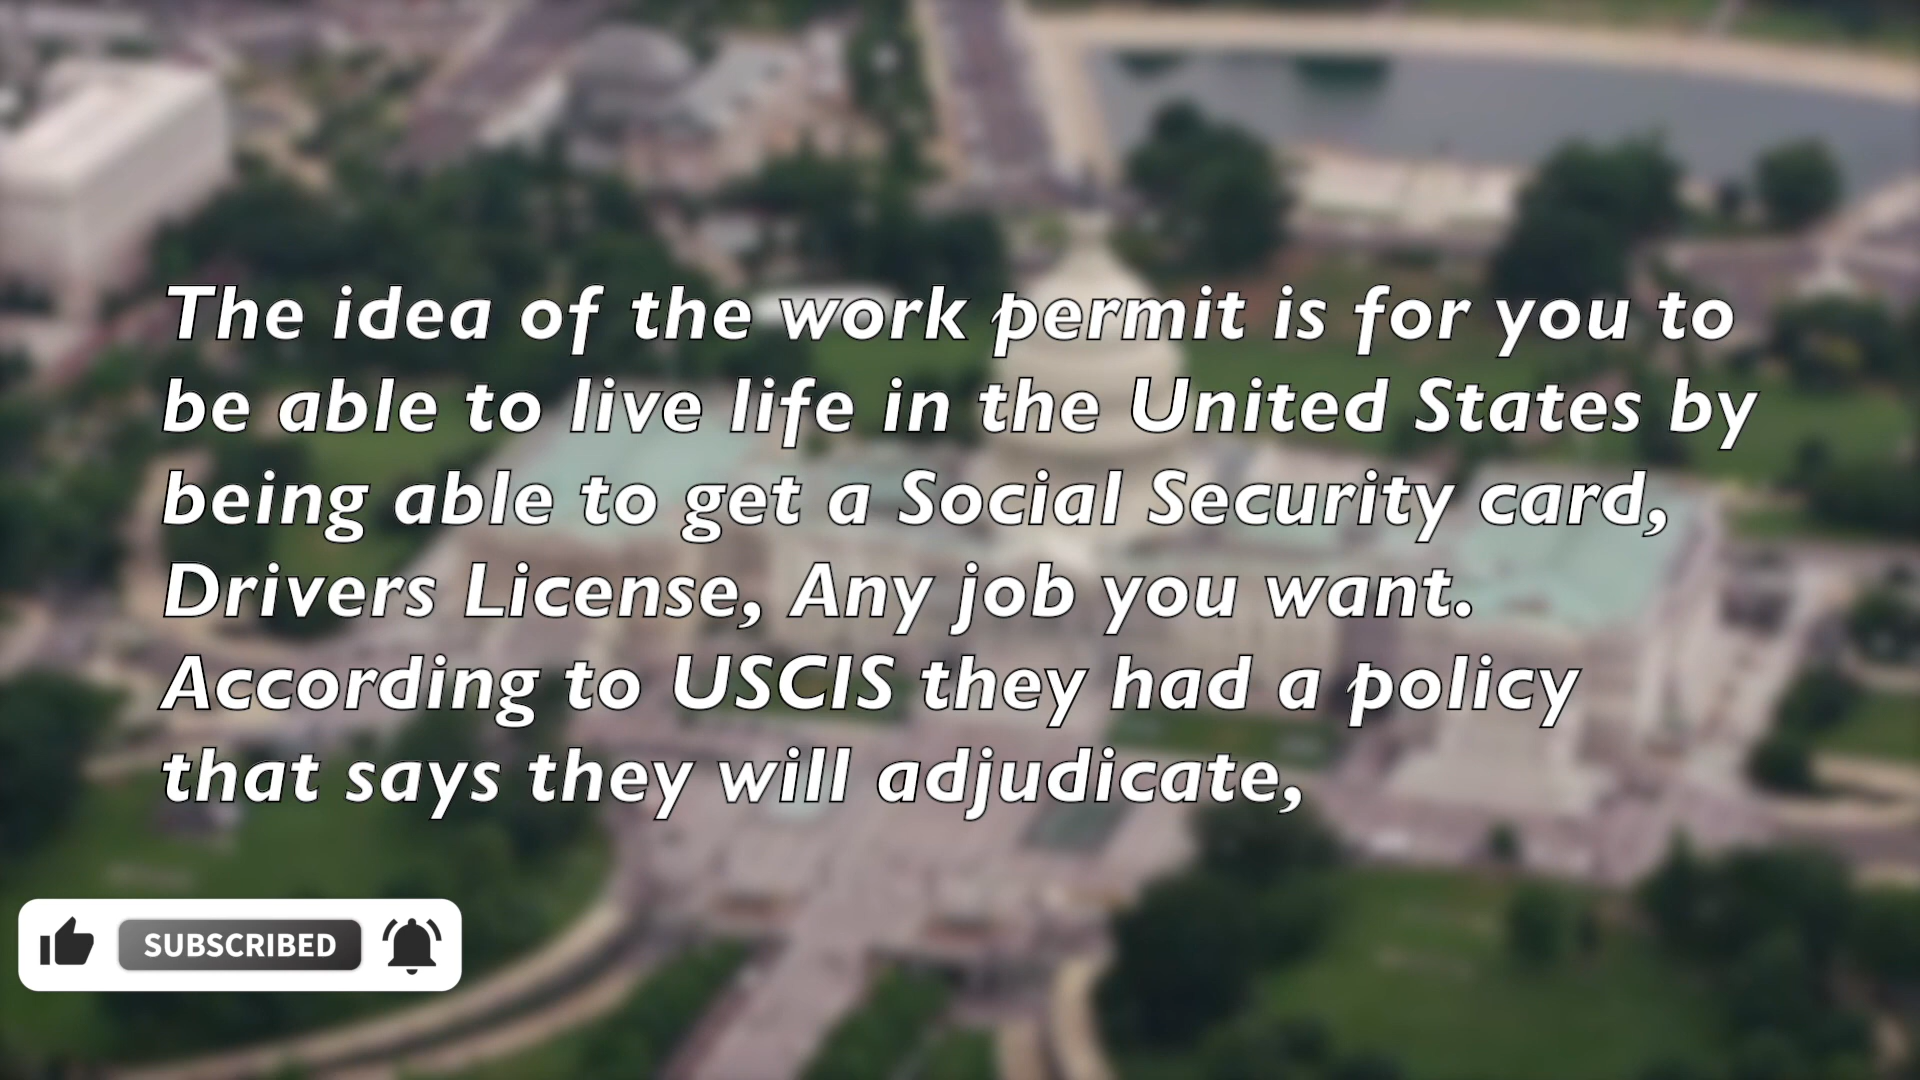 The idea of the work permit is for you to
be able to live life in the United States by
being able to get a Social Security card,
Drivers License, Any job you want.
According to USCIS they had a policy
that says they will adjudicate,
SUBSCRIBED